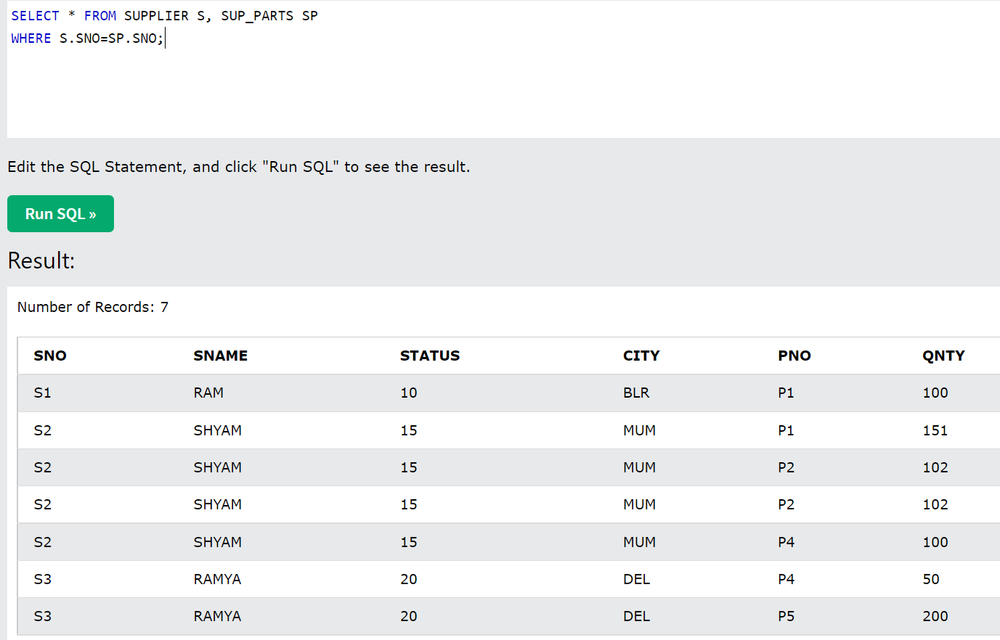 SELECT * FROM SUPPLIER S, SUP_PARTS SP
WHERE S.SNO=SP.SNO;
Edit the SQL Statement, and click "Run SQL" to see the result.
Run SQL »
Result:
Number of Records: 7
SNO SNAME STATUS CITY PNO QNTY
S1 RAM 10 BLR P1 100
S2 SHYAM 15 MUM P1 151
S2 SHYAM 15 MUM P2 102
S2 SHYAM 15 MUM P2 102
S2 SHYAM 15 MUM P4 100
S3 RAMYA 20 DEL P4 50
S3 RAMYA 20 DEL P5 200